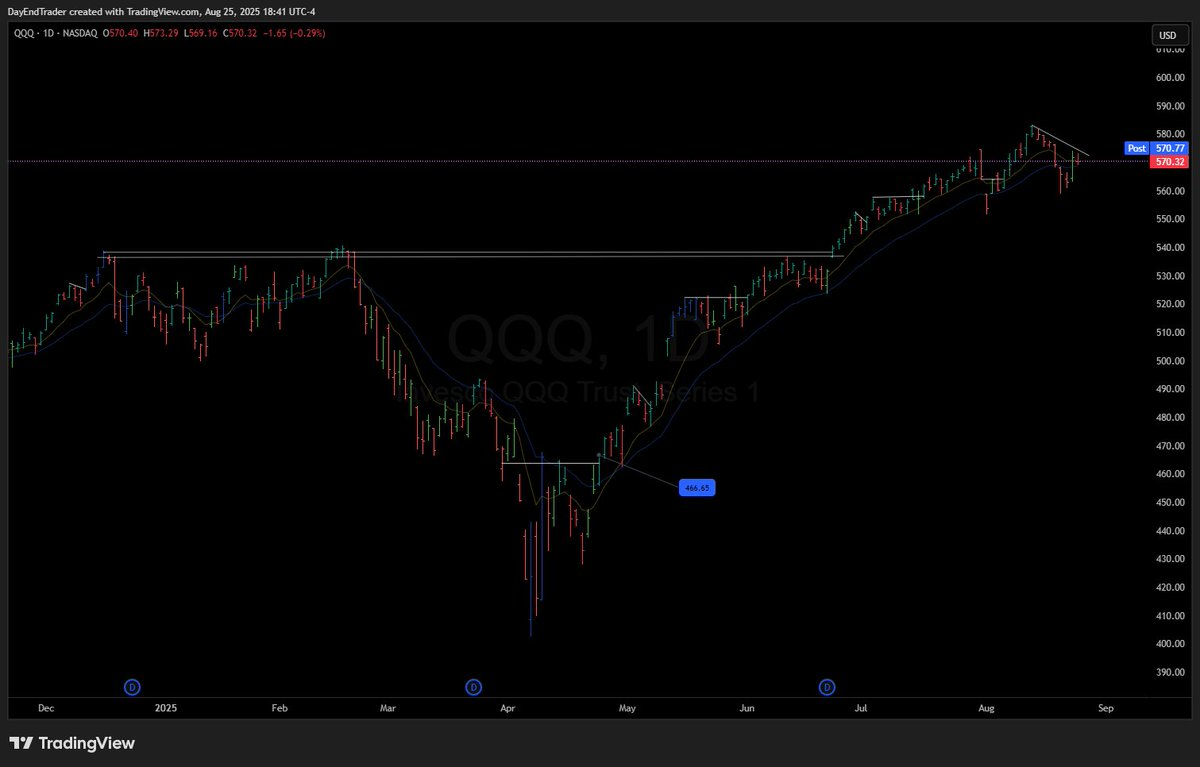 DayEndTrader created with TradingView.com, Aug 25, 2025 18:41 UTC-4
QQQ · 1D · NASDAQ O570.40 H573.29 L569.16 C570.32 −1.65 (−0.29%)
USD
610.00
600.00
590.00
580.00
Post 570.77
570.32
560.00
550.00
540.00
530.00
520.00
510.00
500.00
490.00
480.00
470.00
460.00
450.00
440.00
430.00
420.00
410.00
400.00
390.00
QQQ, 1D
Invesco QQQ Trust Series 1
466.65
D D D
Dec 2025 Feb Mar Apr May Jun Jul Aug Sep
TradingView